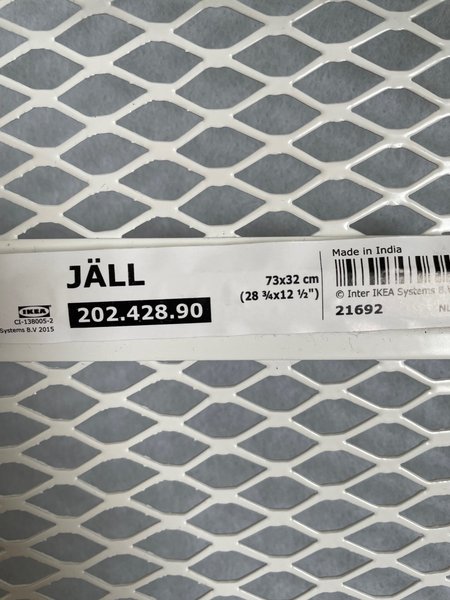 JÄLL
202.428.90
IKEA
CI-138005-2
Systems B.V 2015
73x32 cm
(28 ¾x12 ½")
Made in India
© Inter IKEA Systems B.V
21692